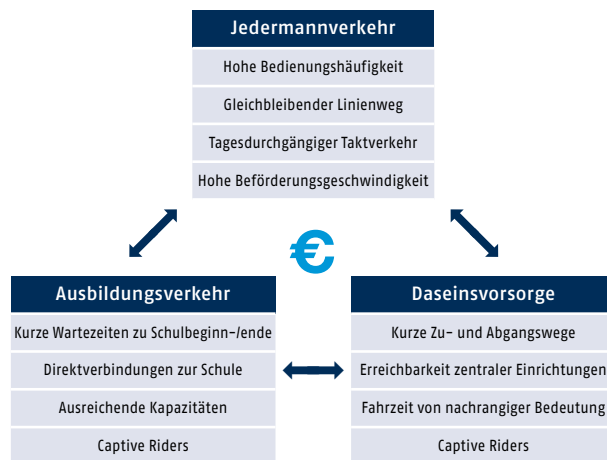 Jedermannverkehr
Hohe Bedienungshäufigkeit
Gleichbleibender Linienweg
Tagesdurchgängiger Taktverkehr
Hohe Beförderungsgeschwindigkeit
€
Ausbildungsverkehr
Kurze Wartezeiten zu Schulbeginn-/ende
Direktverbindungen zur Schule
Ausreichende Kapazitäten
Captive Riders
Daseinsvorsorge
Kurze Zu- und Abgangswege
Erreichbarkeit zentraler Einrichtungen
Fahrzeit von nachrangiger Bedeutung
Captive Riders